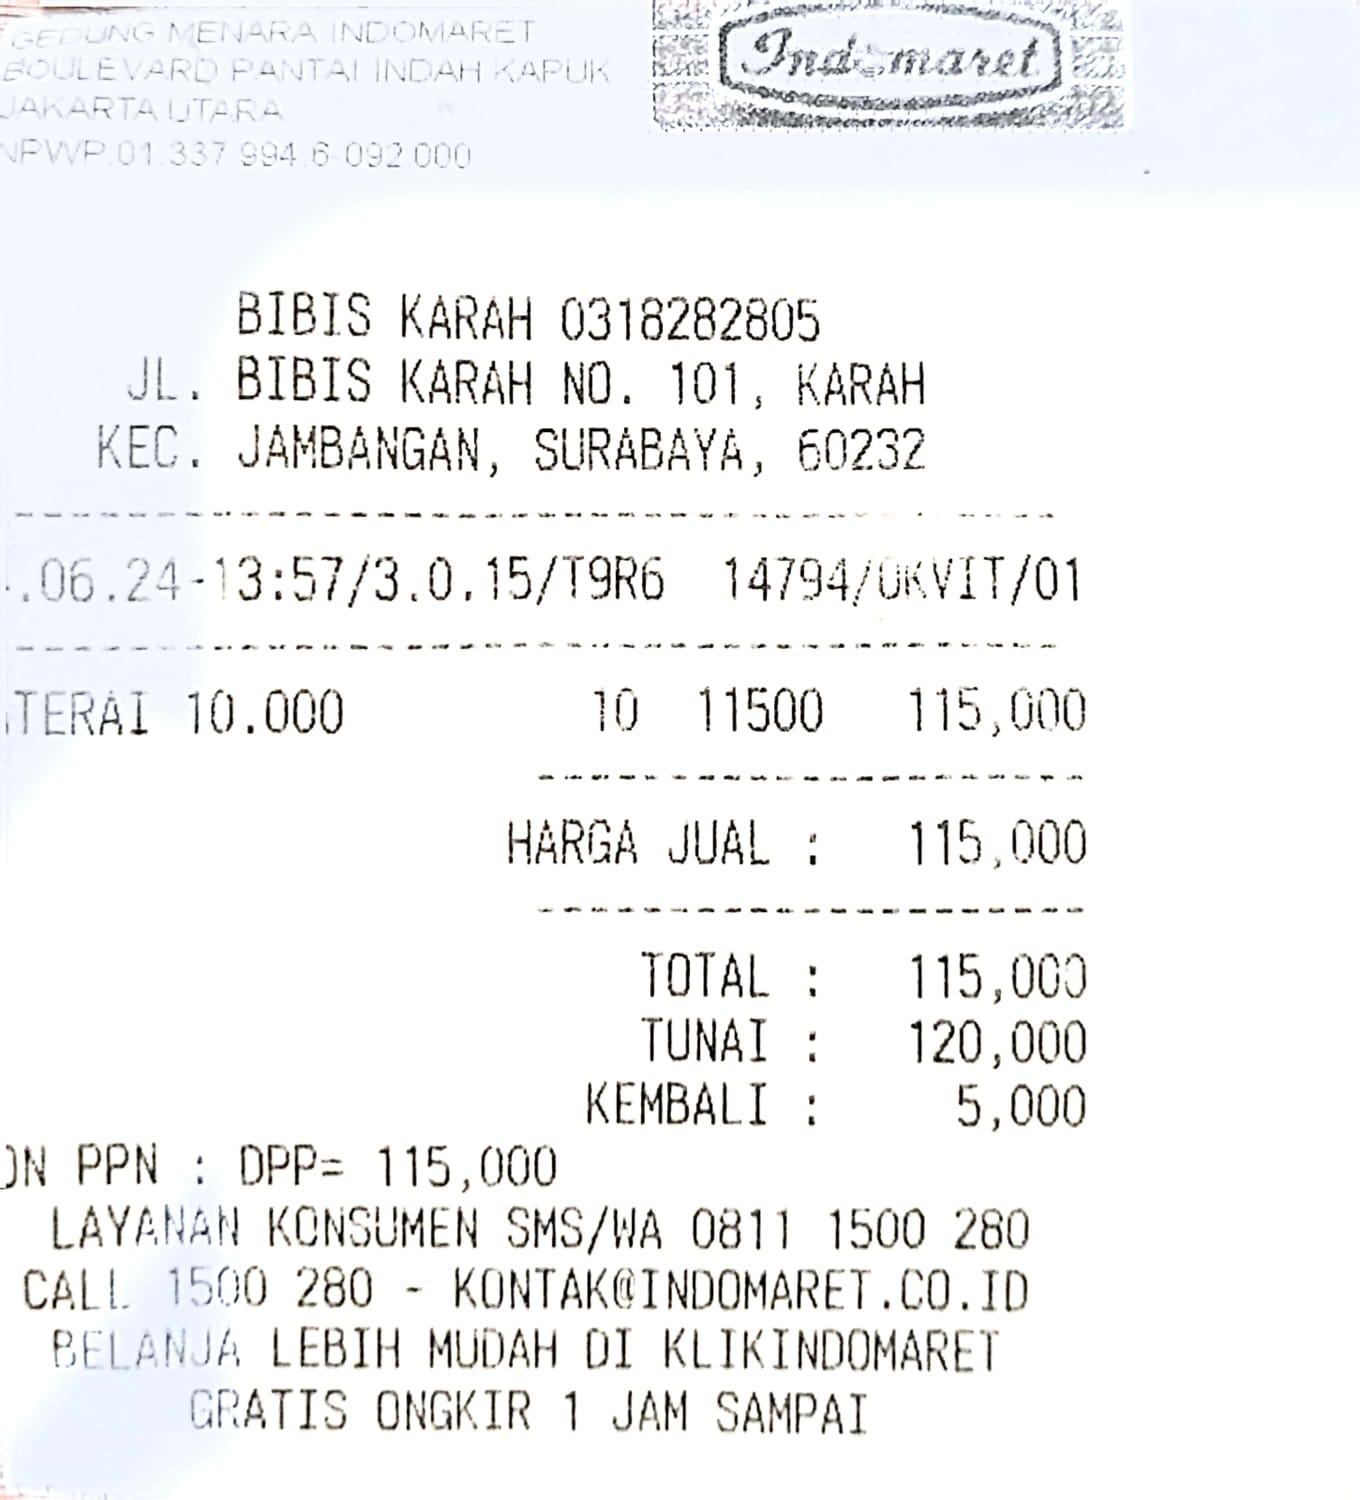 GEDUNG MENARA INDOMARET
BOULEVARD PANTAI INDAH KAPUK
JAKARTA UTARA
NPWP.01.337.994.6-092.000
Indomaret
BIBIS KARAH 0318282805
JL. BIBIS KARAH NO. 101, KARAH
KEC. JAMBANGAN, SURABAYA, 60232
.06.24-13:57/3.0.15/T9R6 14794/OKVIT/01
TERAI 10.000 10 11500 115,000
HARGA JUAL : 115,000
TOTAL : 115,000
TUNAI : 120,000
KEMBALI : 5,000
ON PPN : DPP= 115,000
LAYANAN KONSUMEN SMS/WA 0811 1500 280
CALL 1500 280 - KONTAK@INDOMARET.CO.ID
BELANJA LEBIH MUDAH DI KLIKINDOMARET
GRATIS ONGKIR 1 JAM SAMPAI